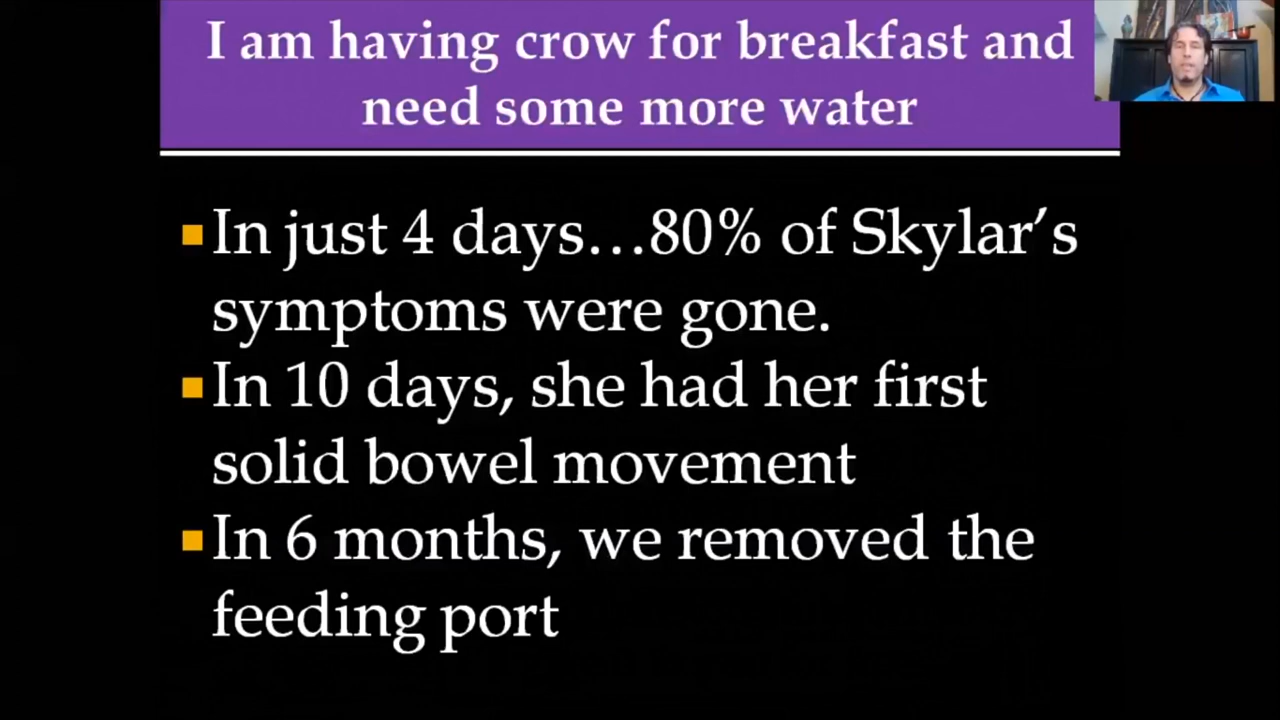 I am having crow for breakfast and
need some more water
In just 4 days…80% of Skylar’s
symptoms were gone.
In 10 days, she had her first
solid bowel movement
In 6 months, we removed the
feeding port